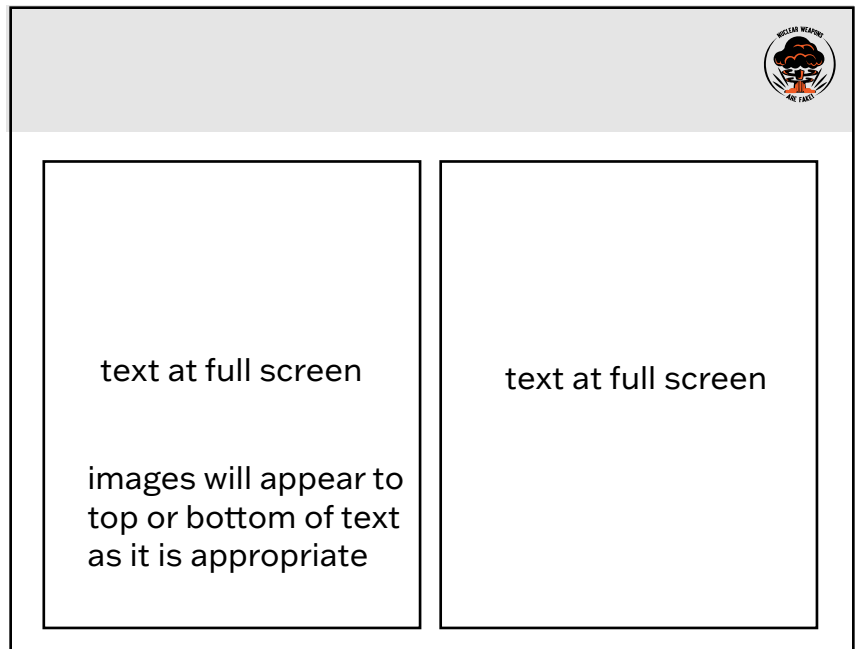 NUCLEAR WEAPONS
ARE FAKE!
text at full screen
images will appear to
top or bottom of text
as it is appropriate
text at full screen